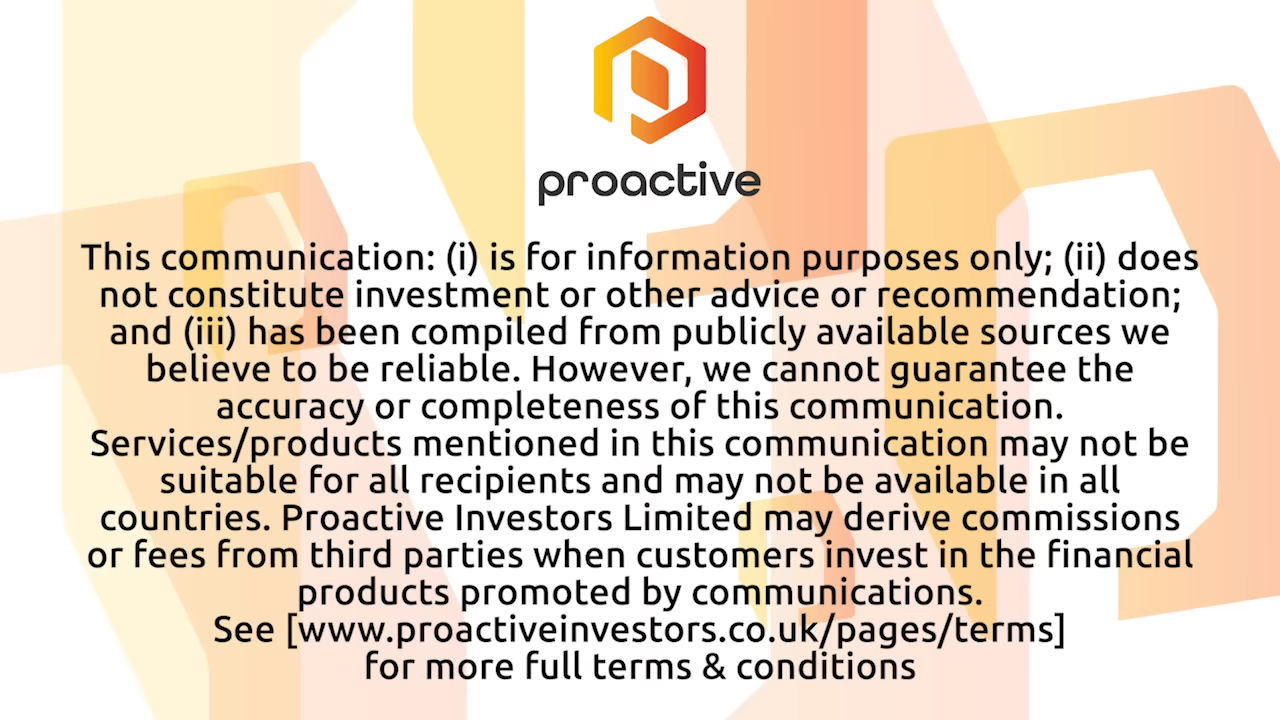 proactive
This communication: (i) is for information purposes only; (ii) does
not constitute investment or other advice or recommendation;
and (iii) has been compiled from publicly available sources we
believe to be reliable. However, we cannot guarantee the
accuracy or completeness of this communication.
Services/products mentioned in this communication may not be
suitable for all recipients and may not be available in all
countries. Proactive Investors Limited may derive commissions
or fees from third parties when customers invest in the financial
products promoted by communications.
See [www.proactiveinvestors.co.uk/pages/terms]
for more full terms & conditions